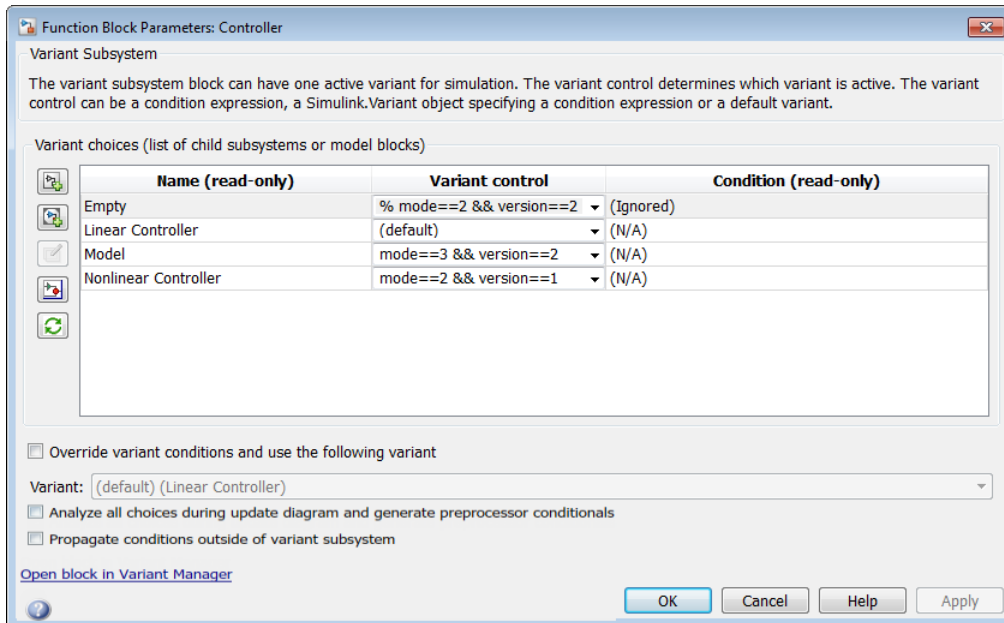 Function Block Parameters: Controller
Variant Subsystem
The variant subsystem block can have one active variant for simulation. The variant control determines which variant is active. The variant
control can be a condition expression, a Simulink.Variant object specifying a condition expression or a default variant.
Variant choices (list of child subsystems or model blocks)
Name (read-only) Variant control Condition (read-only)
Empty % mode==2 && version==2 (Ignored)
Linear Controller (default) (N/A)
Model mode==3 && version==2 (N/A)
Nonlinear Controller mode==2 && version==1 (N/A)
Override variant conditions and use the following variant
Variant: (default) (Linear Controller)
Analyze all choices during update diagram and generate preprocessor conditionals
Propagate conditions outside of variant subsystem
Open block in Variant Manager
OK Cancel Help Apply